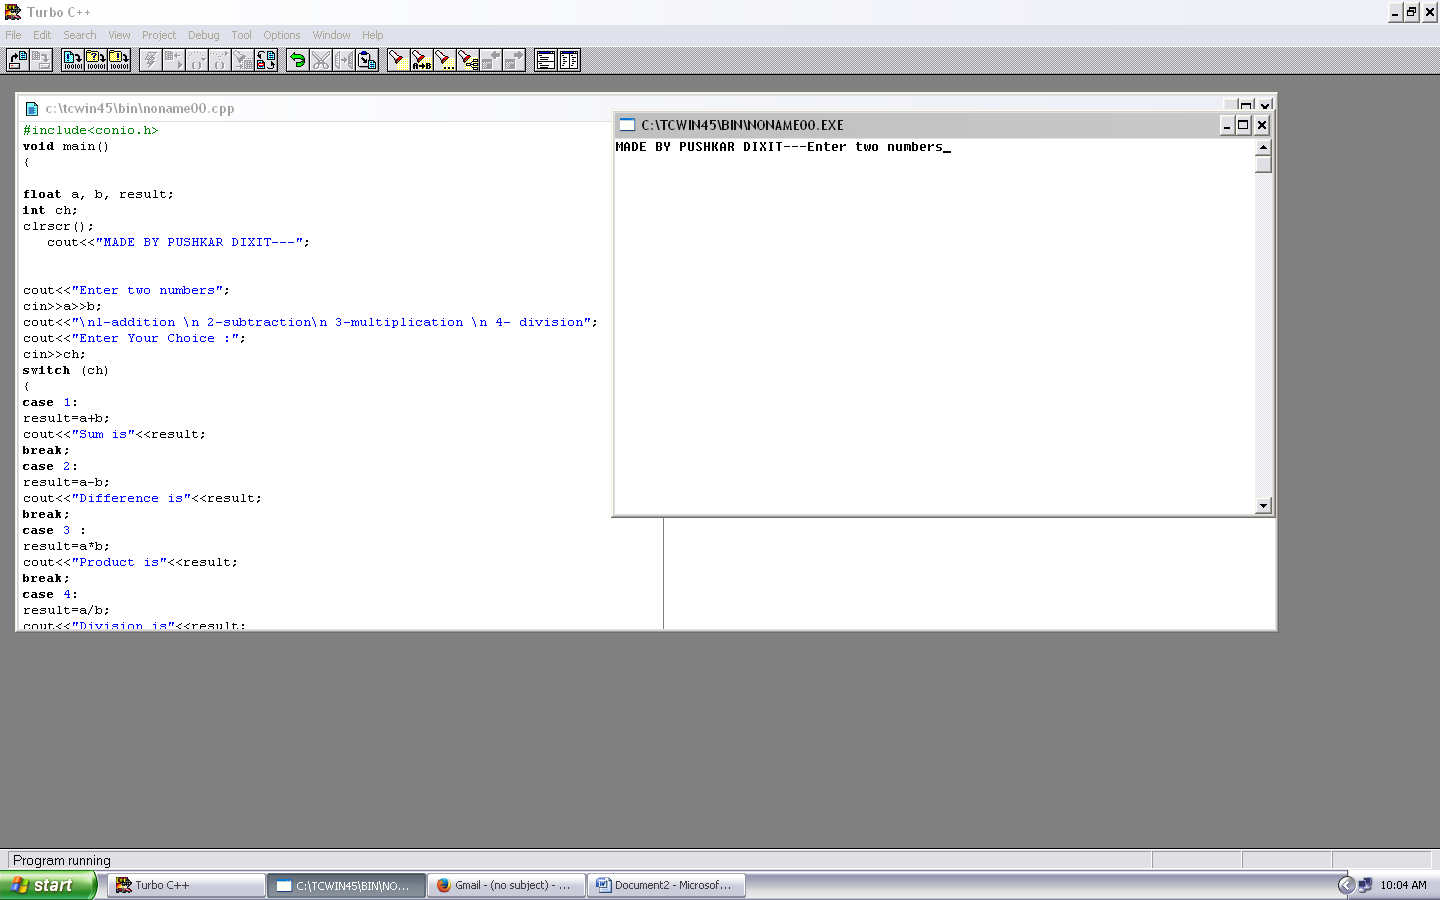 Turbo C++
File Edit Search View Project Debug Tool Options Window Help
c:\tcwin45\bin\noname00.cpp
#include<conio.h>
void main()
{
float a, b, result;
int ch;
clrscr();
cout<<"MADE BY PUSHKAR DIXIT---";
cout<<"Enter two numbers";
cin>>a>>b;
cout<<"\n1-addition \n 2-subtraction\n 3-multiplication \n 4- division";
cout<<"Enter Your Choice :";
cin>>ch;
switch (ch)
{
case 1:
result=a+b;
cout<<"Sum is"<<result;
break;
case 2:
result=a-b;
cout<<"Difference is"<<result;
break;
case 3 :
result=a*b;
cout<<"Product is"<<result;
break;
case 4:
result=a/b;
cout<<"Division is"<<result;
C:\TCWIN45\BIN\NONAME00.EXE
MADE BY PUSHKAR DIXIT---Enter two numbers_
Program running
start
Turbo C++
C:\TCWIN45\BIN\NO...
Gmail - (no subject) - ...
Document2 - Microsof...
10:04 AM